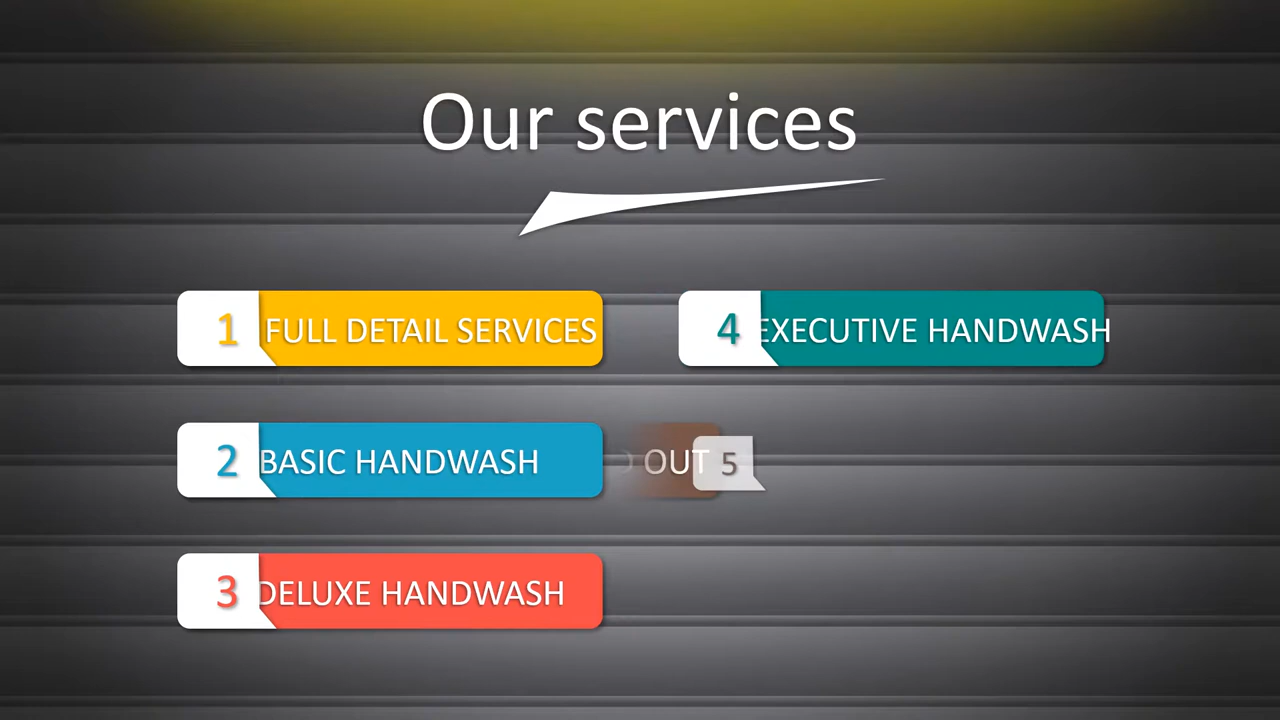 Our services
1 FULL DETAIL SERVICES
2 BASIC HANDWASH
3 DELUXE HANDWASH
4 EXECUTIVE HANDWASH
5 OUT